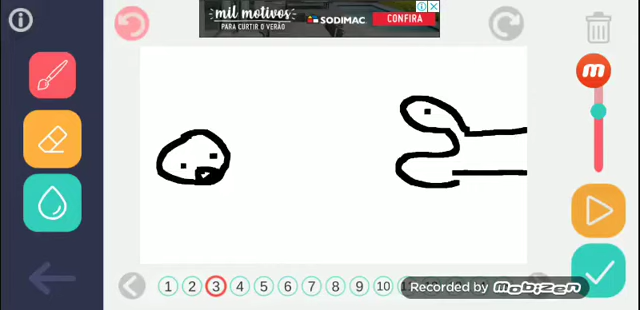 mil motivos
PARA CURTIR O VERÃO
SODIMAC
CONFIRA
m
1 2 3 4 5 6 7 8 9 10
Recorded by mobizen